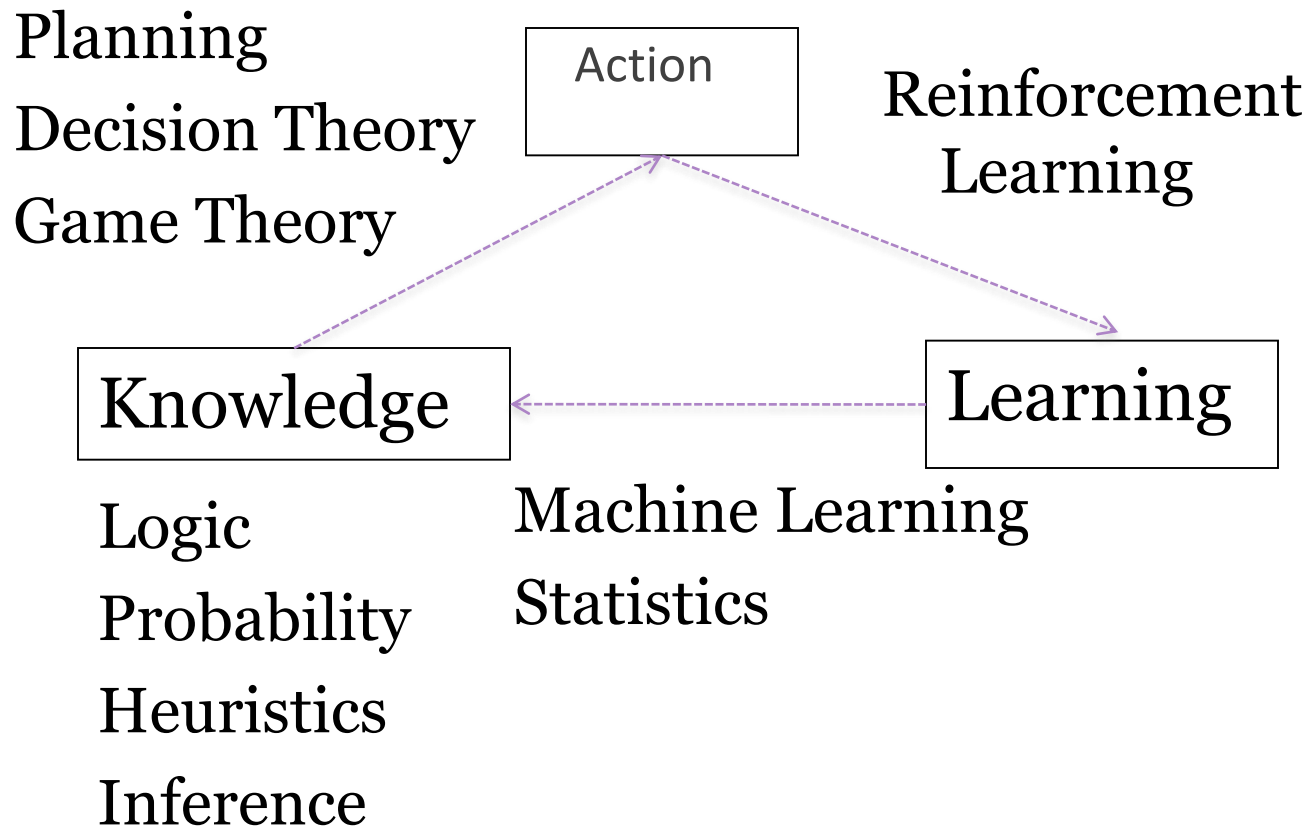 Planning
Decision Theory
Game Theory
Action
Reinforcement
Learning
Knowledge
Learning
Logic
Probability
Heuristics
Inference
Machine Learning
Statistics